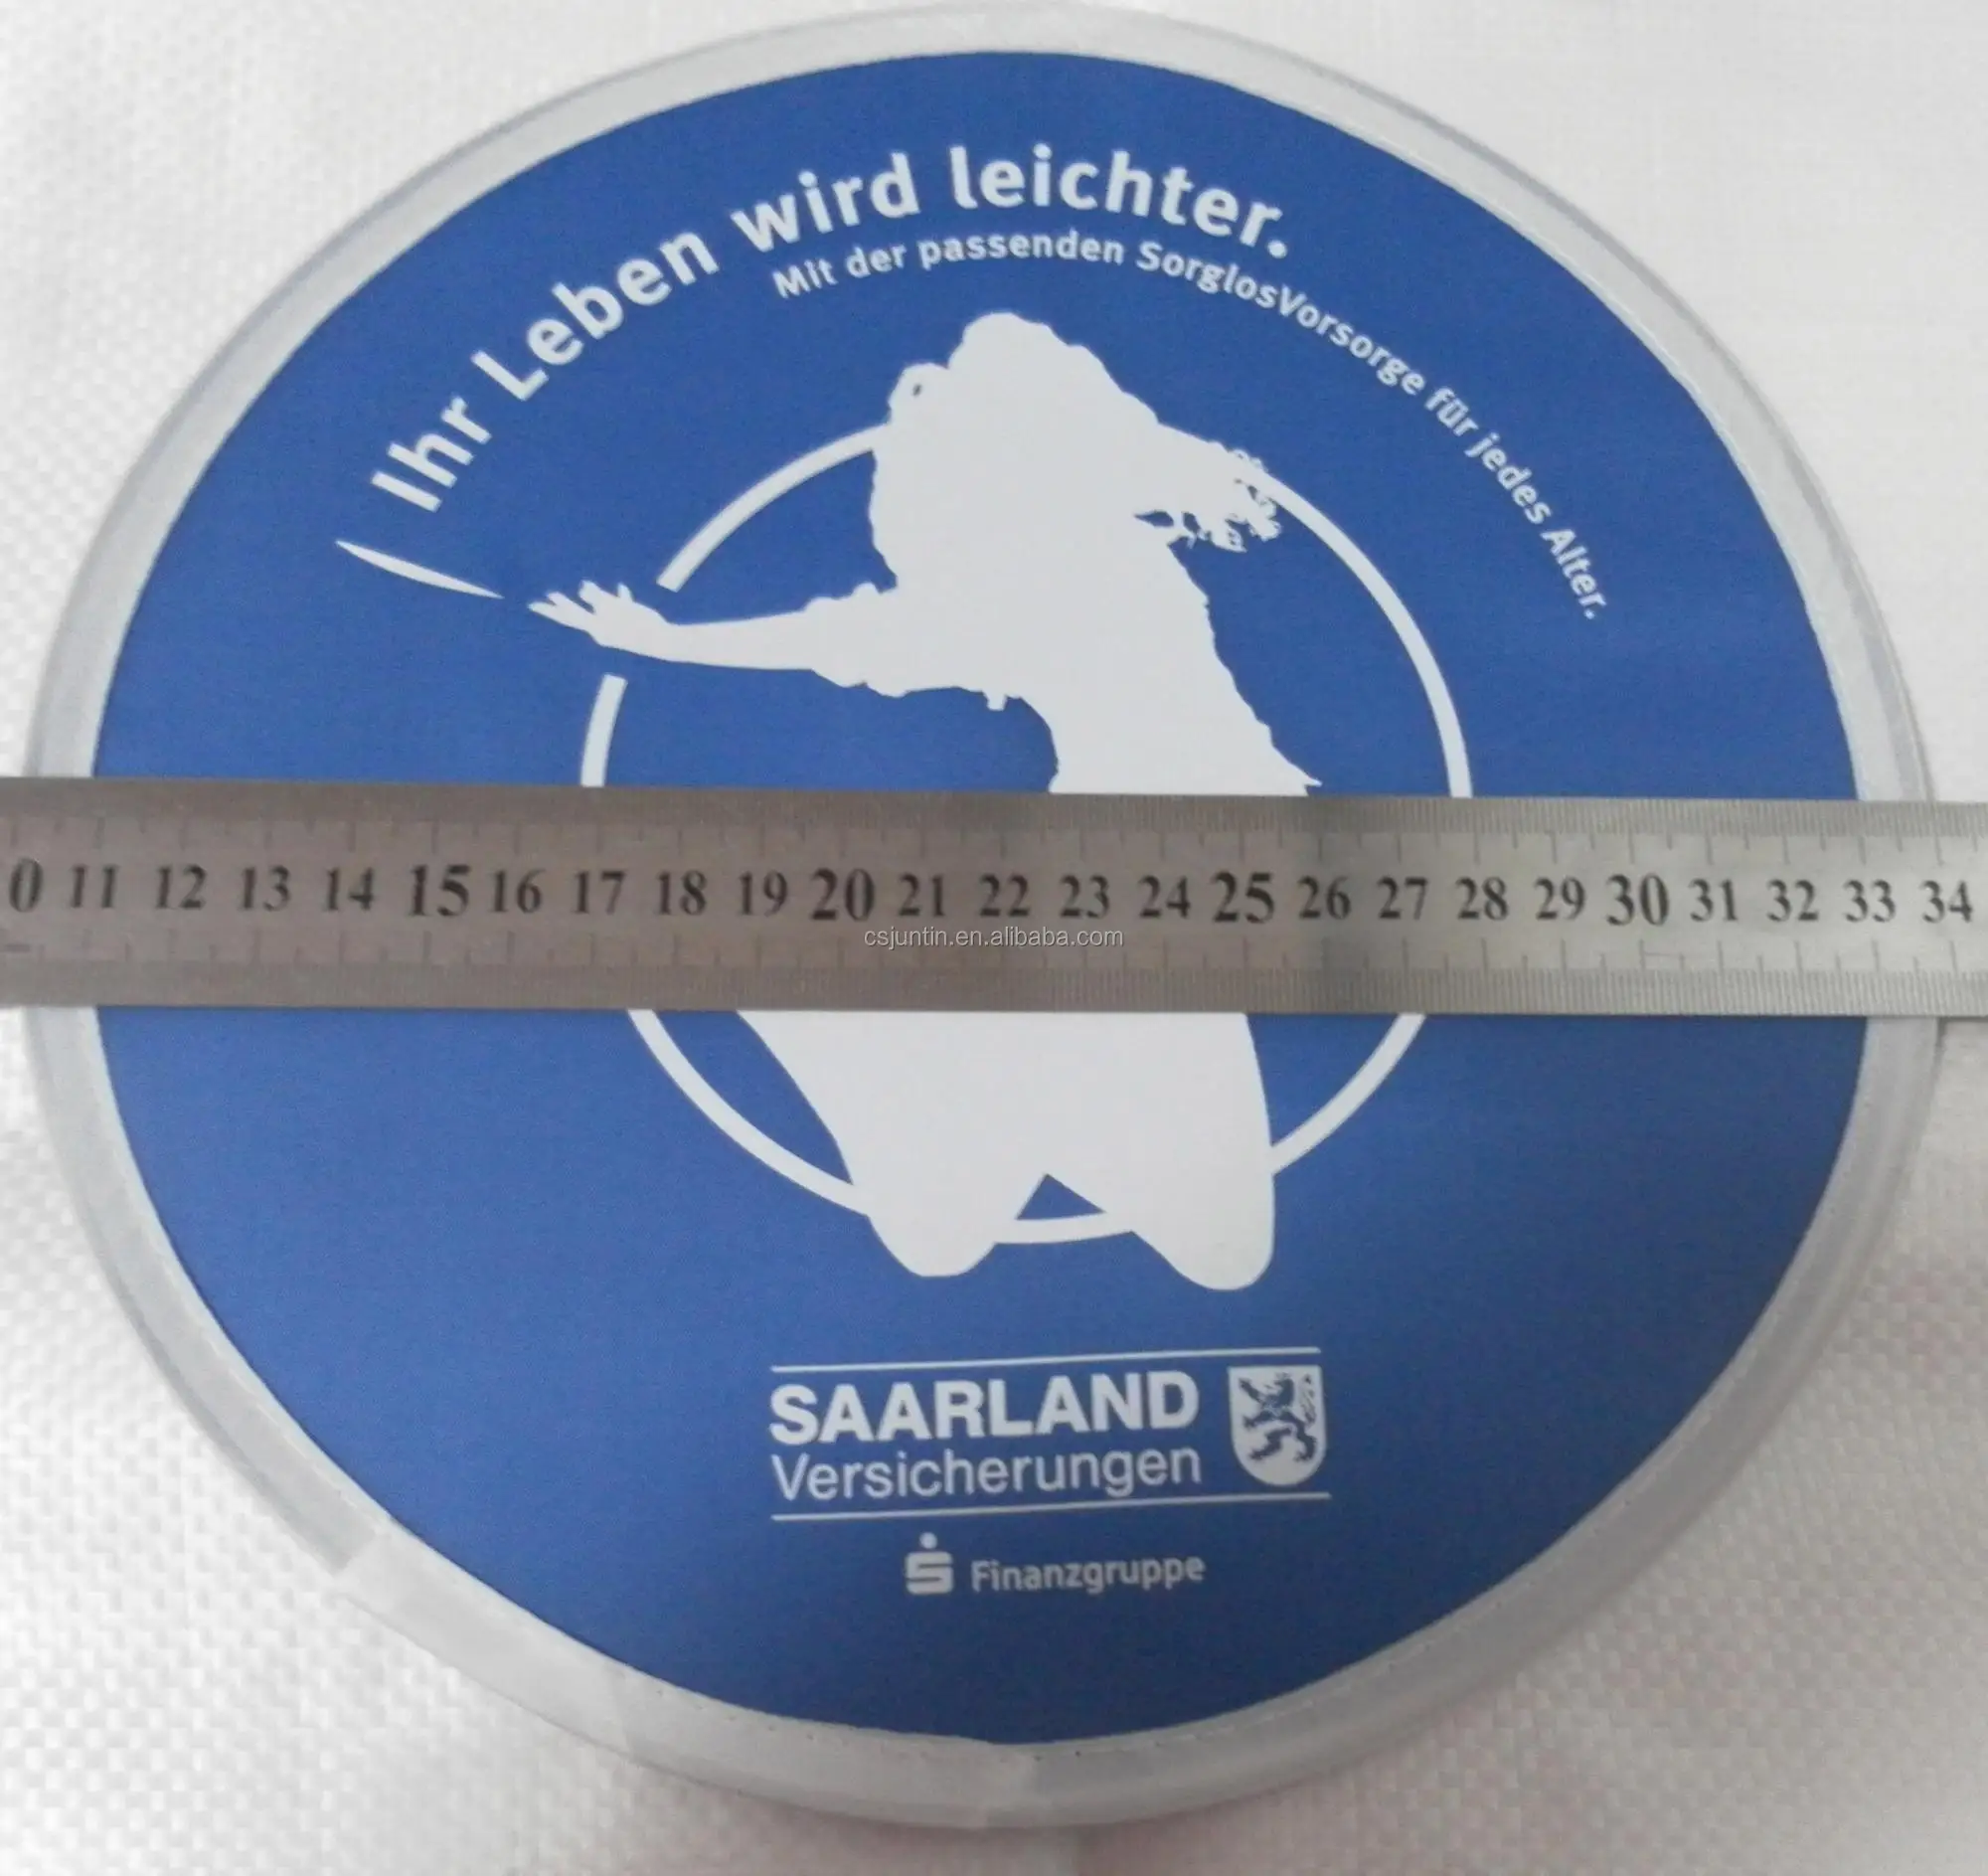 Ihr Leben wird leichter.
Mit der passenden SorglosVorsorge für jedes Alter.
0 11 12 13 14 15 16 17 18 19 20 21 22 23 24 25 26 27 28 29 30 31 32 33 34
csjuntin.en.alibaba.com
SAARLAND
Versicherungen
Finanzgruppe